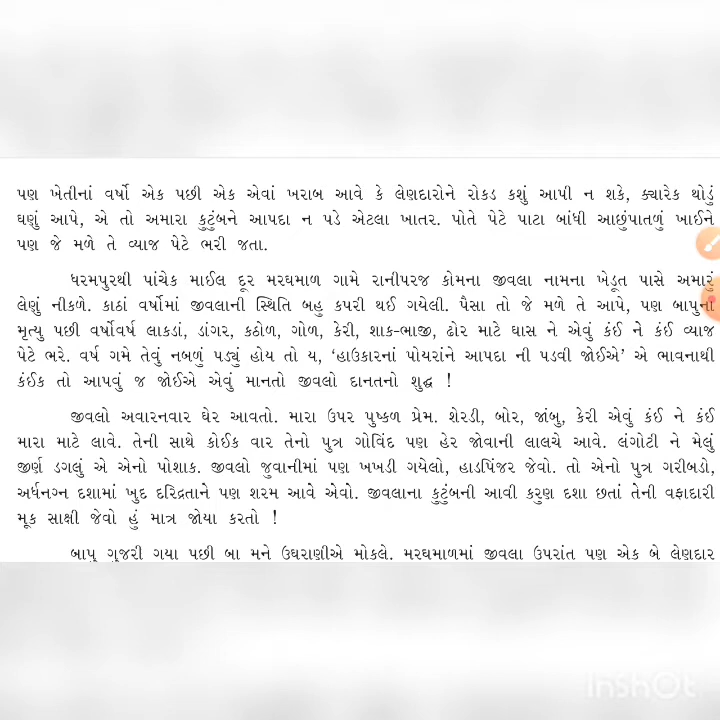 પણ ખેતીનાં વર્ષો એક પછી એક એવાં ખરાબ આવે કે લેણદારોને રોકડ કશું આપી ન શકે, ક્યારેક થોડું
ઘણું આપે, એ તો અમારા કુટુંબને આપદા ન પડે એટલા ખાતર. પોતે પેટે પાટા બાંધી આછુંપાતળું ખાઈને
પણ જે મળે તે વ્યાજ પેટે ભરી જતા.
ધરમપુરથી પાંચેક માઈલ દૂર મરઘમાળ ગામે રાનીપરજ કોમના જીવલા નામના ખેડૂત પાસે અમારું
લેણું નીકળે. કાઠાં વર્ષોમાં જીવલાની સ્થિતિ બહુ કપરી થઈ ગયેલી. પૈસા તો જે મળે તે આપે, પણ બાપુના
મૃત્યુ પછી વર્ષોવર્ષ લાકડાં, ડાંગર, કઠોળ, ગોળ, કેરી, શાક-ભાજી, ઢોર માટે ઘાસ ને એવું કંઈ ને કંઈ વ્યાજ
પેટે ભરે. વર્ષ ગમે તેવું નબળું પડ્યું હોય તો ય, ‘હાઉકારનાં પોયરાંને આપદા ની પડવી જોઈએ’ એ ભાવનાથી
કંઈક તો આપવું જ જોઈએ એવું માનતો જીવલો દાનતનો શુદ્ધ !
જીવલો અવારનવાર ઘેર આવતો. મારા ઉપર પુષ્કળ પ્રેમ. શેરડી, બોર, જાંબુ, કેરી એવું કંઈ ને કંઈ
મારા માટે લાવે. તેની સાથે કોઈક વાર તેનો પુત્ર ગોવિંદ પણ હેર જોવાની લાલચે આવે. લંગોટી ને મેલું
જીર્ણ ડગલું એ એનો પોશાક. જીવલો જુવાનીમાં પણ ખખડી ગયેલો, હાડપિંજર જેવો. તો એનો પુત્ર ગરીબડો,
અર્ધનગ્ન દશામાં ખુદ દરિદ્રતાને પણ શરમ આવે એવો. જીવલાના કુટુંબની આવી કરુણ દશા છતાં તેની વફાદારી
મૂક સાક્ષી જેવો હું માત્ર જોયા કરતો !
બાપુ ગુજરી ગયા પછી બા મને ઉઘરાણીએ મોકલે. મરઘમાળમાં જીવલા ઉપરાંત પણ એક બે લેણદાર
InShOt